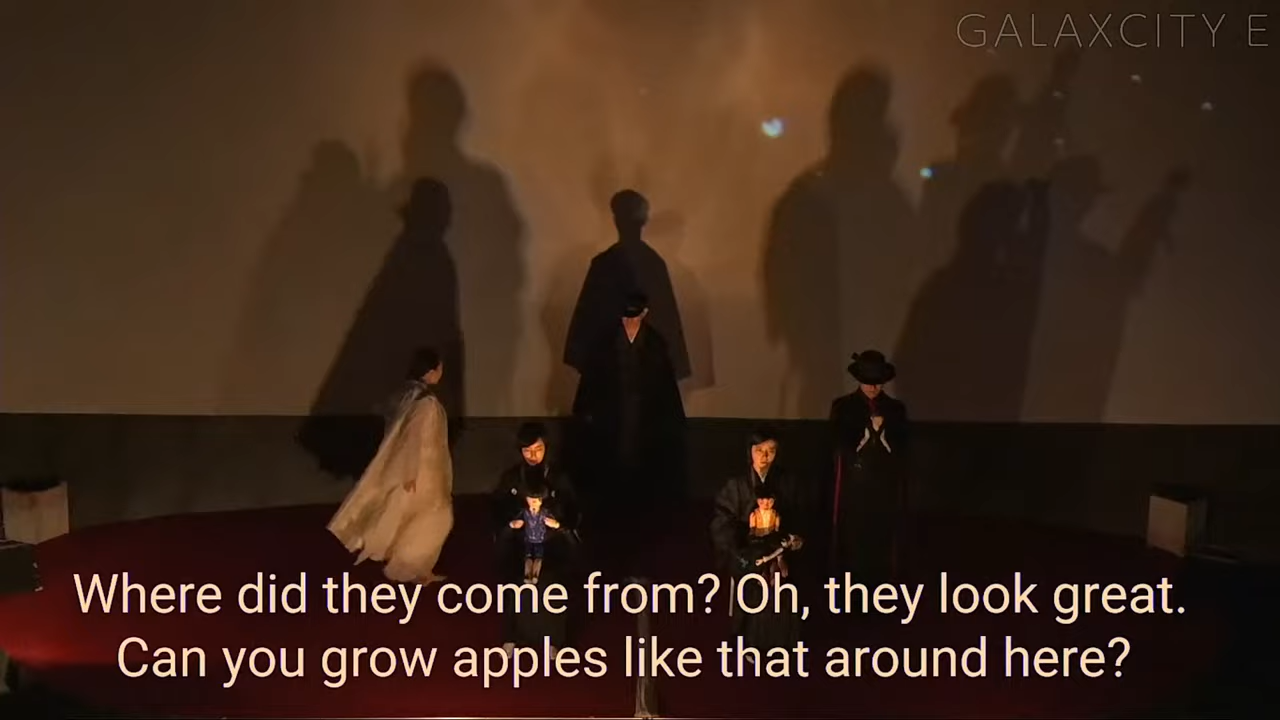 GALAXCITY E
Where did they come from? Oh, they look great.
Can you grow apples like that around here?